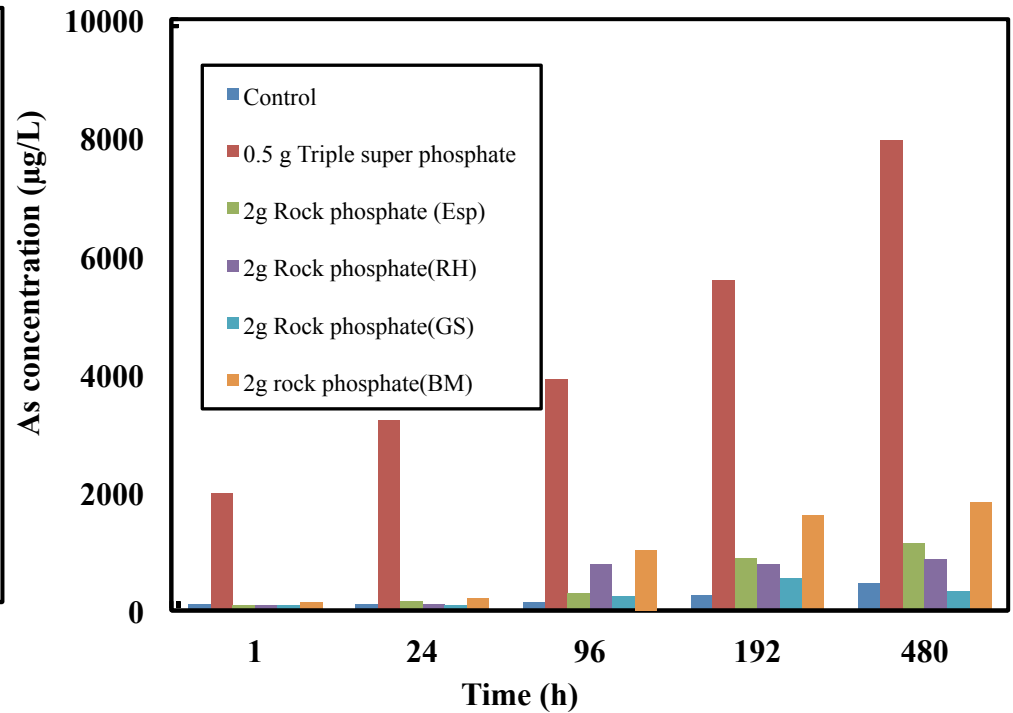 10000
8000
6000
4000
2000
0
As concentration (µg/L)
Control
0.5 g Triple super phosphate
2g Rock phosphate (Esp)
2g Rock phosphate(RH)
2g Rock phosphate(GS)
2g rock phosphate(BM)
1 24 96 192 480
Time (h)